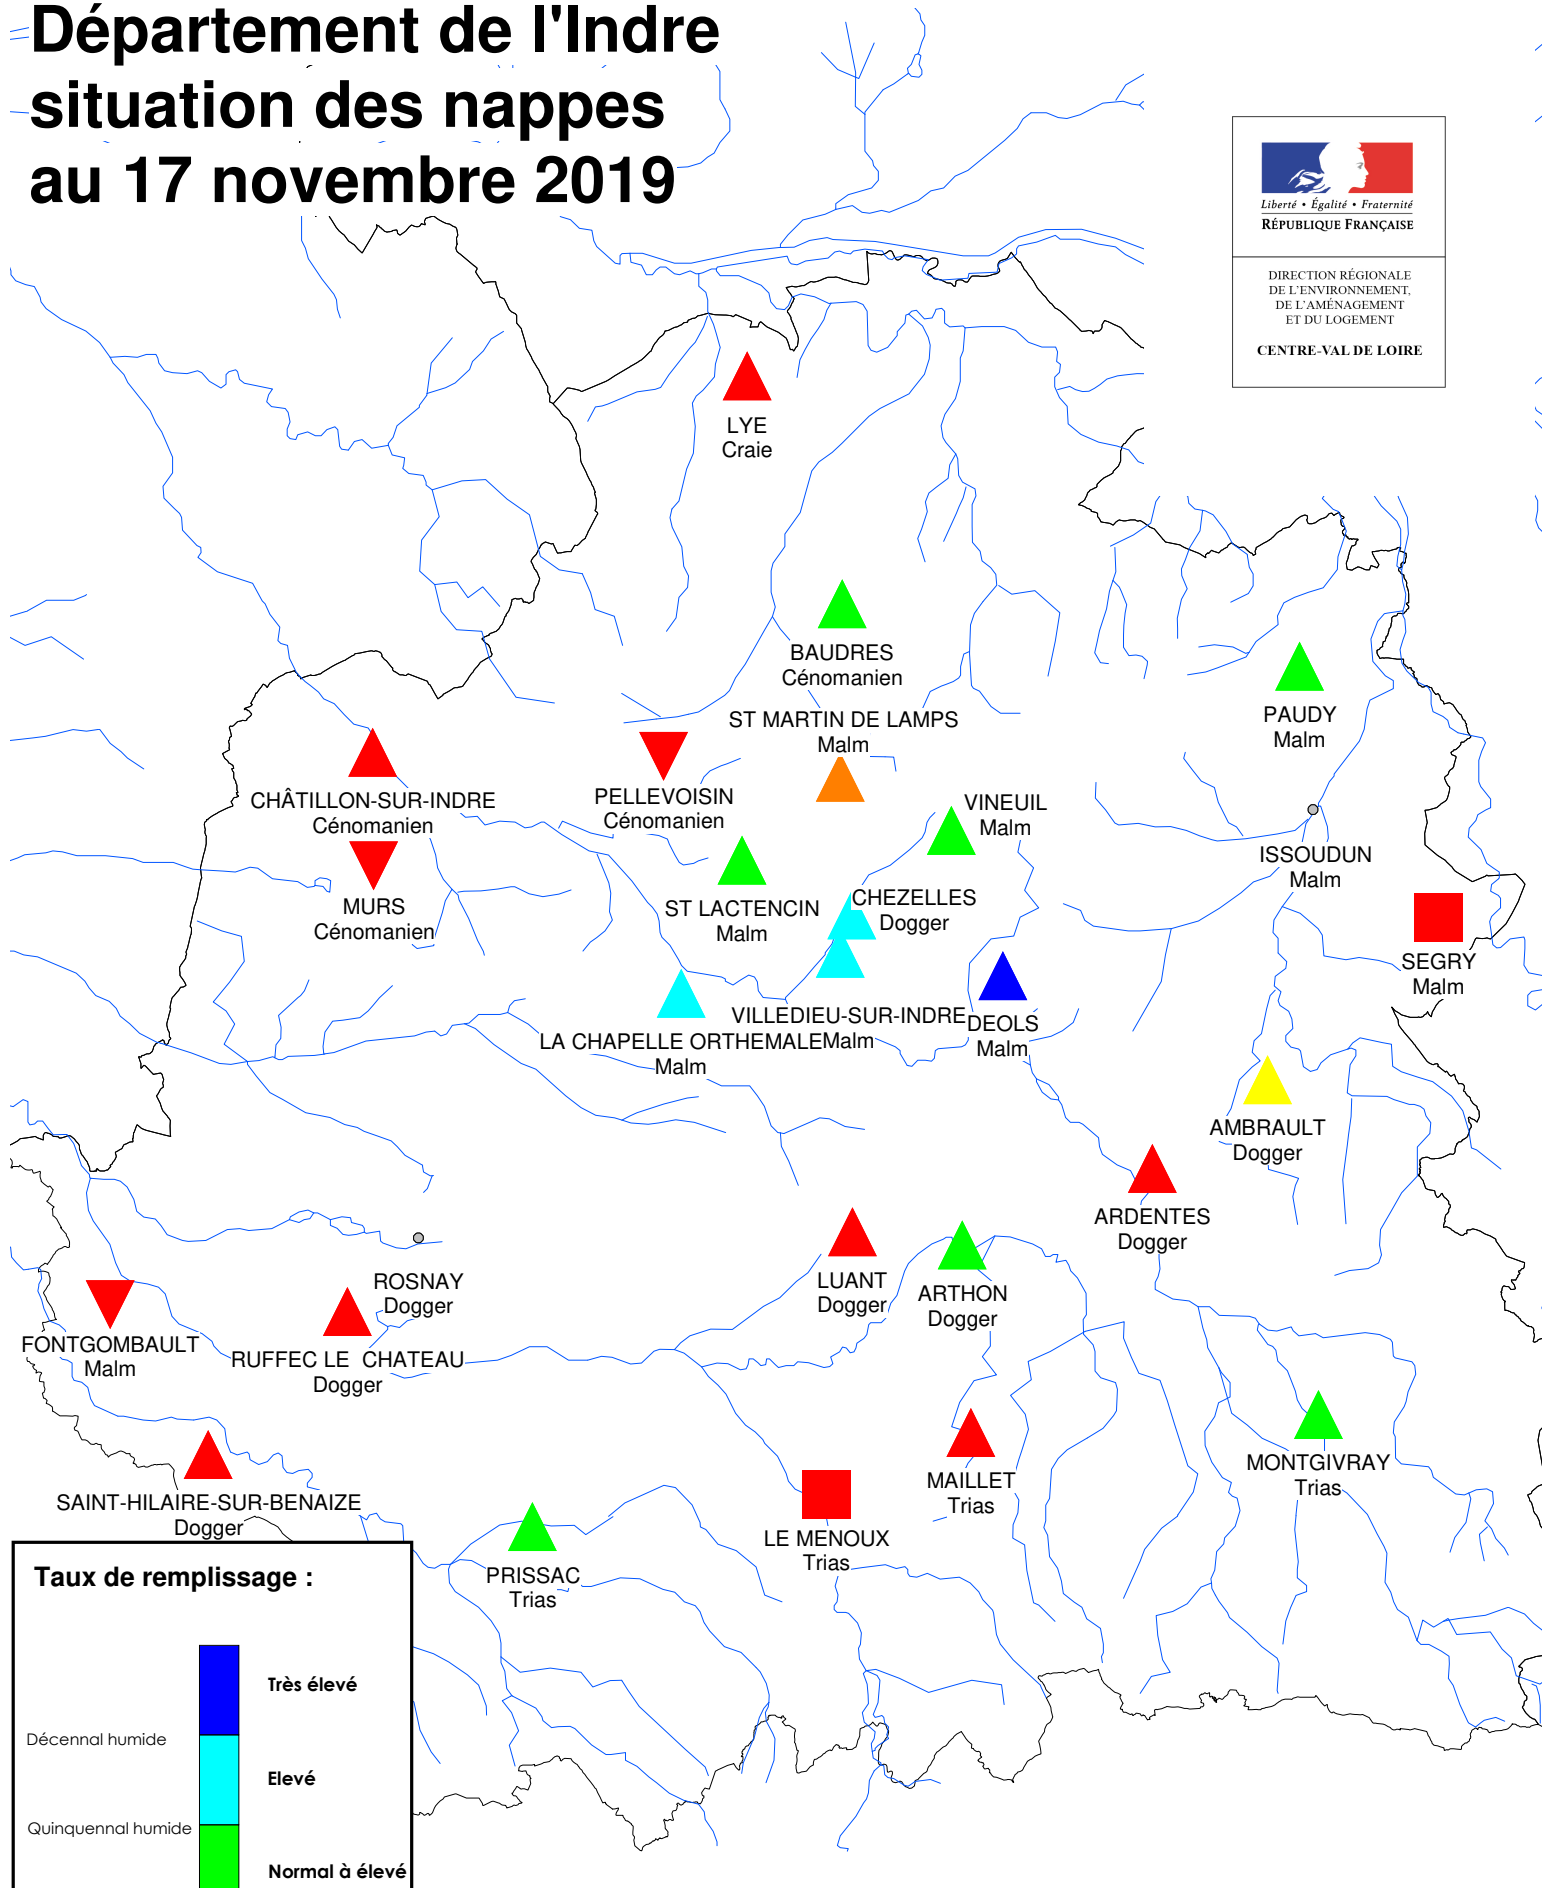 Département de l'Indre
situation des nappes
au 17 novembre 2019
Liberté • Égalité • Fraternité
RÉPUBLIQUE FRANÇAISE
DIRECTION RÉGIONALE
DE L'ENVIRONNEMENT,
DE L'AMÉNAGEMENT
ET DU LOGEMENT
CENTRE-VAL DE LOIRE
LYE
Craie
BAUDRES
Cénomanien
ST MARTIN DE LAMPS
Malm
PAUDY
Malm
CHÂTILLON-SUR-INDRE
Cénomanien
PELLEVOISIN
Cénomanien
VINEUIL
Malm
ISSOUDUN
Malm
MURS
Cénomanien
ST LACTENCIN
Malm
CHEZELLES
Dogger
SEGRY
Malm
VILLEDIEU-SUR-INDRE
Malm
DEOLS
Malm
LA CHAPELLE ORTHEMALE
Malm
AMBRAULT
Dogger
ARDENTES
Dogger
ROSNAY
Dogger
LUANT
Dogger
ARTHON
Dogger
FONTGOMBAULT
Malm
RUFFEC LE  CHATEAU
Dogger
MAILLET
Trias
MONTGIVRAY
Trias
SAINT-HILAIRE-SUR-BENAIZE
Dogger
LE MENOUX
Trias
PRISSAC
Trias
Taux de remplissage :
Très élevé
Décennal humide
Elevé
Quinquennal humide
Normal à élevé